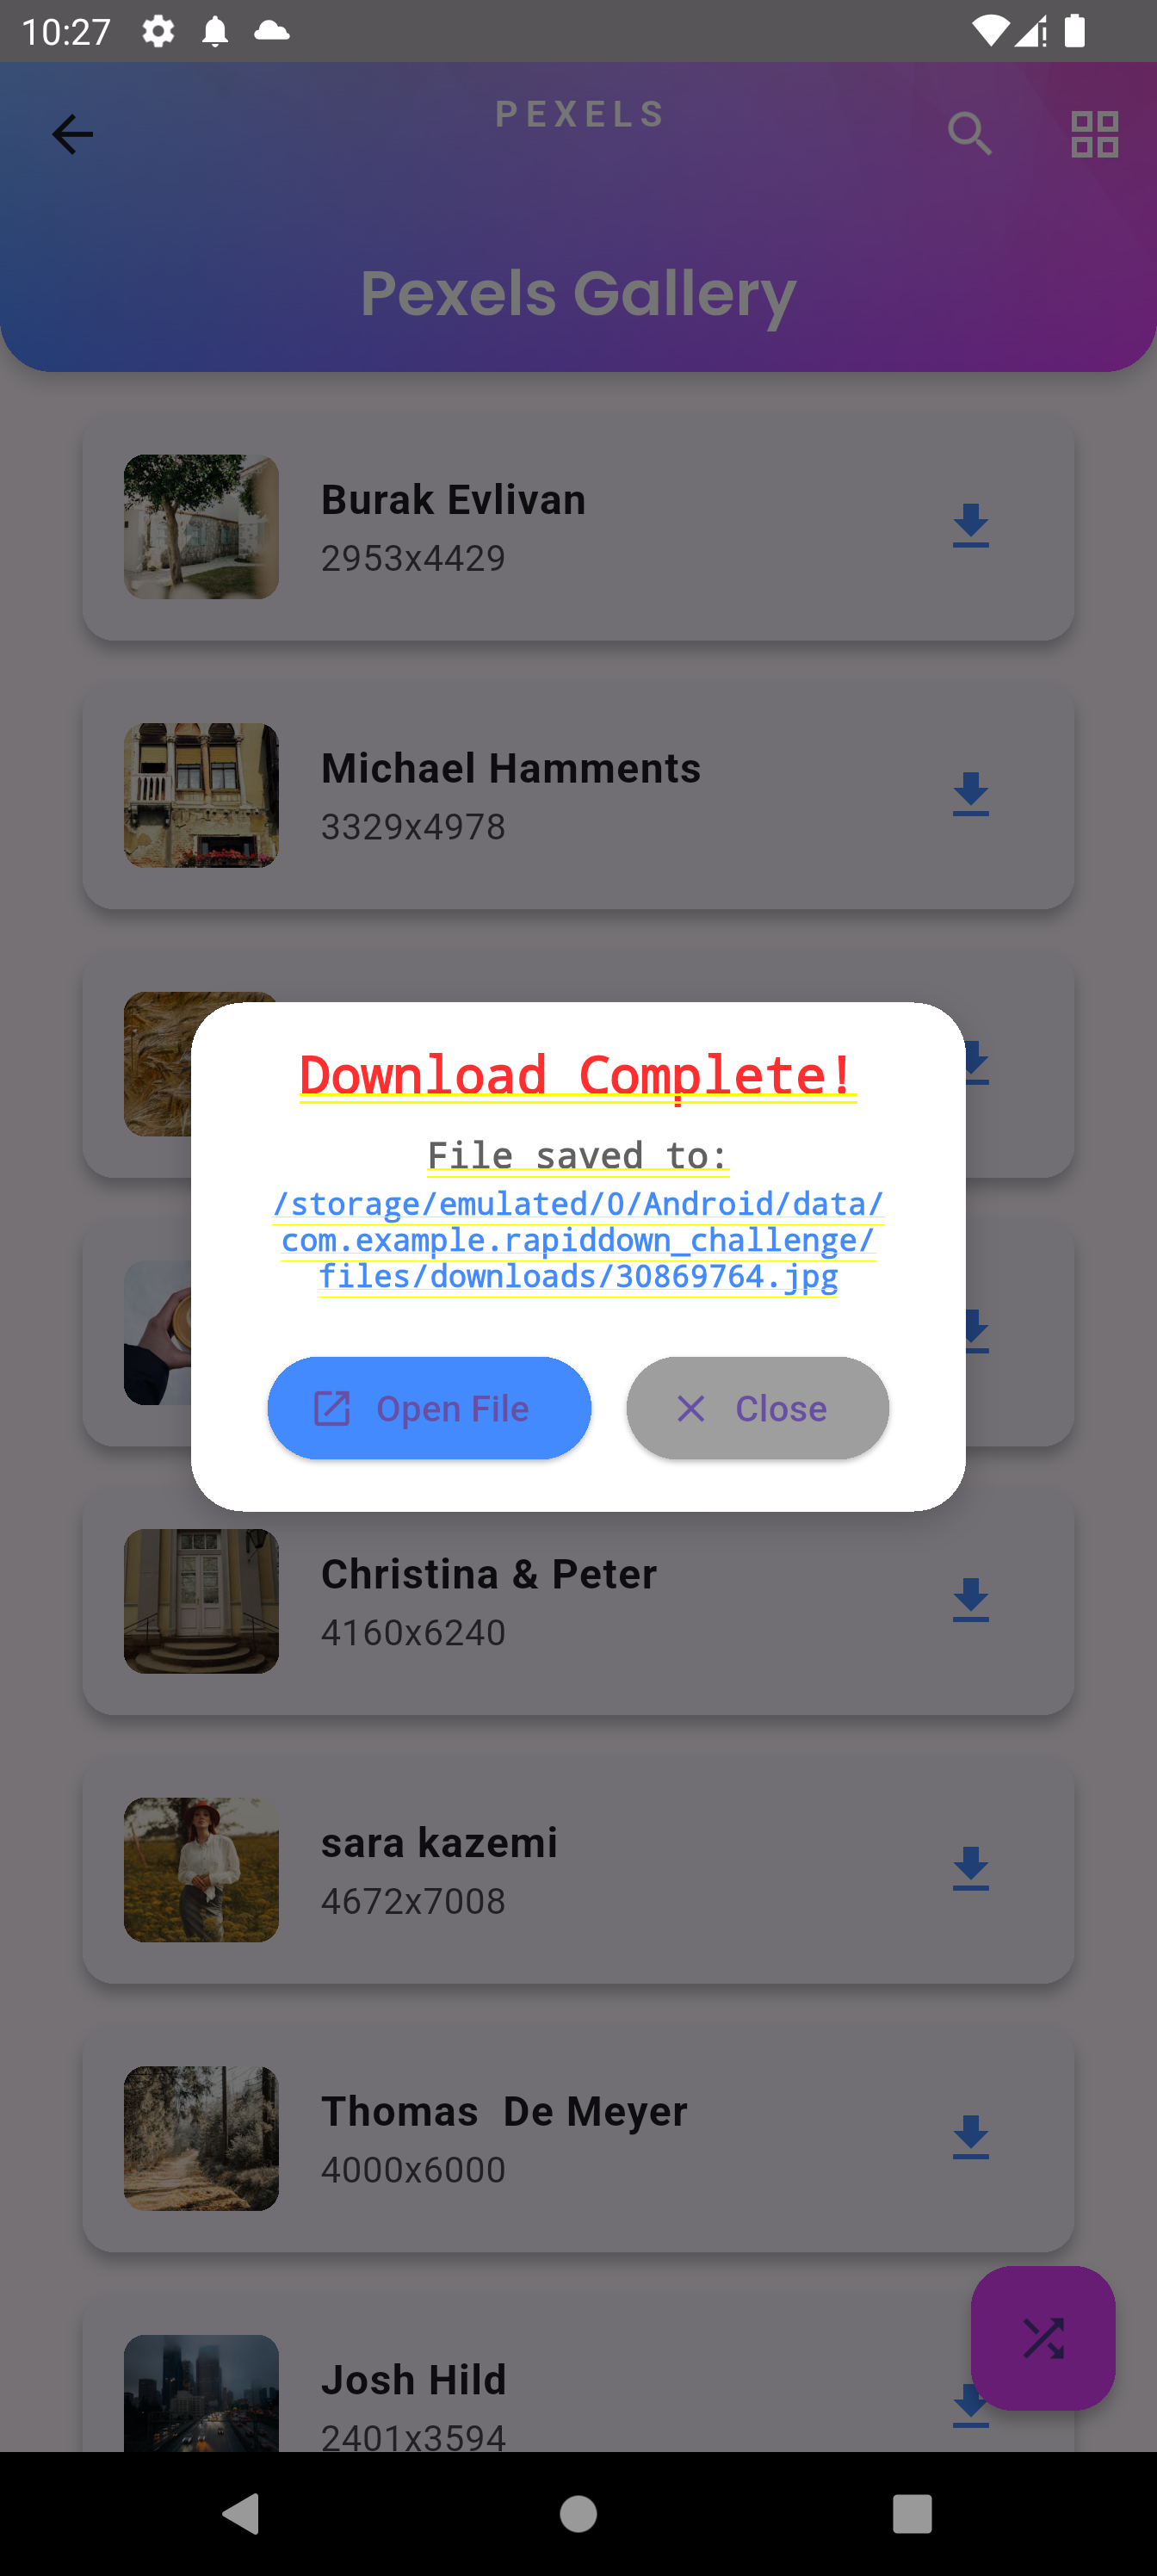 10:27
PEXELS
Pexels Gallery
Burak Evlivan
2953x4429
Michael Hamments
3329x4978
Download Complete!
File saved to:
/storage/emulated/0/Android/data/
com.example.rapiddown_challenge/
files/downloads/30869764.jpg
Open File
Close
Christina & Peter
4160x6240
sara kazemi
4672x7008
Thomas  De Meyer
4000x6000
Josh Hild
2401x3594